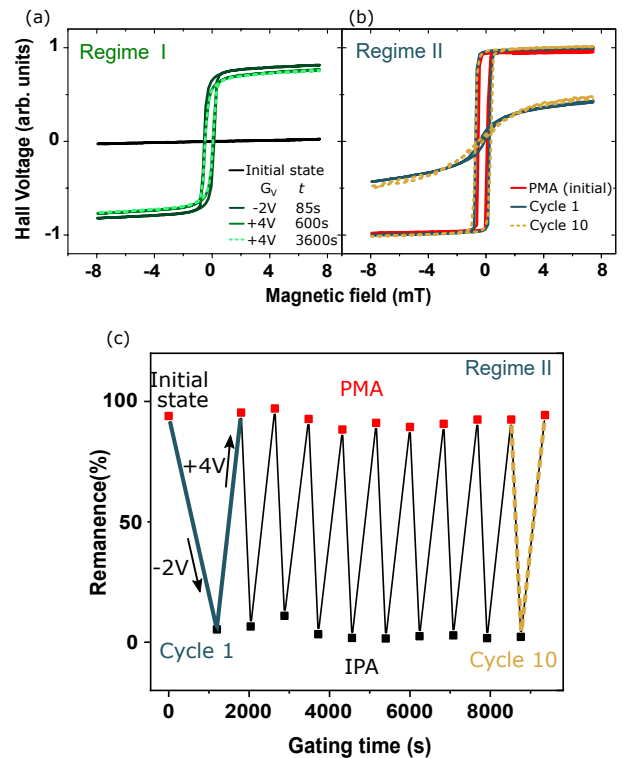 (a)
(b)
Regime I
Regime II
Hall Voltage (arb. units)
1
0
-1
Initial state
Gᵥ t
-2V 85s
+4V 600s
+4V 3600s
PMA (initial)
Cycle 1
Cycle 10
-8 -4 0 4 8
-8 -4 0 4 8
Magnetic field (mT)
(c)
Regime II
Initial
state
PMA
100
50
0
Remanence(%)
+4V
-2V
Cycle 1
IPA
Cycle 10
0 2000 4000 6000 8000
Gating time (s)